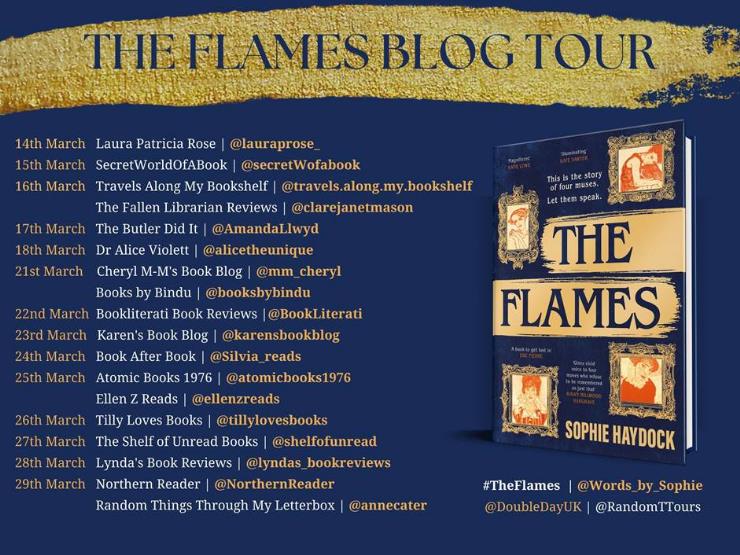 THE FLAMES BLOG TOUR
14th March Laura Patricia Rose | @lauraprose_
15th March SecretWorldOfABook | @secretWofabook
16th March Travels Along My Bookshelf | @travels.along.my.bookshelf
The Fallen Librarian Reviews | @clarejanetmason
17th March The Butler Did It | @AmandaLlwyd
18th March Dr Alice Violett | @alicetheunique
21st March Cheryl M-M's Book Blog | @mm_cheryl
Books by Bindu | @booksbybindu
22nd March Bookliterati Book Reviews |@BookLiterati
23rd March Karen's Book Blog | @karensbookblog
24th March Book After Book | @Silvia_reads
25th March Atomic Books 1976 | @atomicbooks1976
Ellen Z Reads | @ellenzreads
26th March Tilly Loves Books | @tillylovesbooks
27th March The Shelf of Unread Books | @shelfofunread
28th March Lynda's Book Reviews | @lyndas_bookreviews
29th March Northern Reader | @NorthernReader
Random Things Through My Letterbox | @annecater
This is the story
of four muses.
Let them speak.
THE
FLAMES
A book to get lost in
SOPHIE HAYDOCK
#TheFlames | @Words_by_Sophie
@DoubleDayUK | @RandomTTours